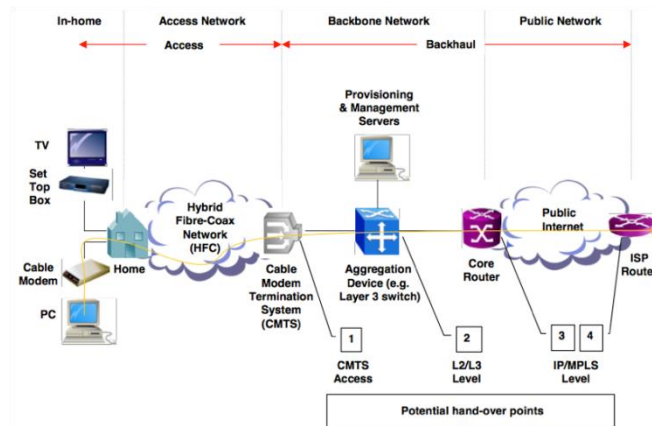 In-home
Access Network
Backbone Network
Public Network
Access
Backhaul
Provisioning
& Management
Servers
TV
Set
Top
Box
Hybrid
Fibre-Coax
Network
(HFC)
Public
Internet
Cable
Modem
Home
Cable
Modem
Termination
System
(CMTS)
Aggregation
Device (e.g.
Layer 3 switch)
Core
Router
ISP
Route
PC
1
2
3
4
CMTS
Access
L2/L3
Level
IP/MPLS
Level
Potential hand-over points